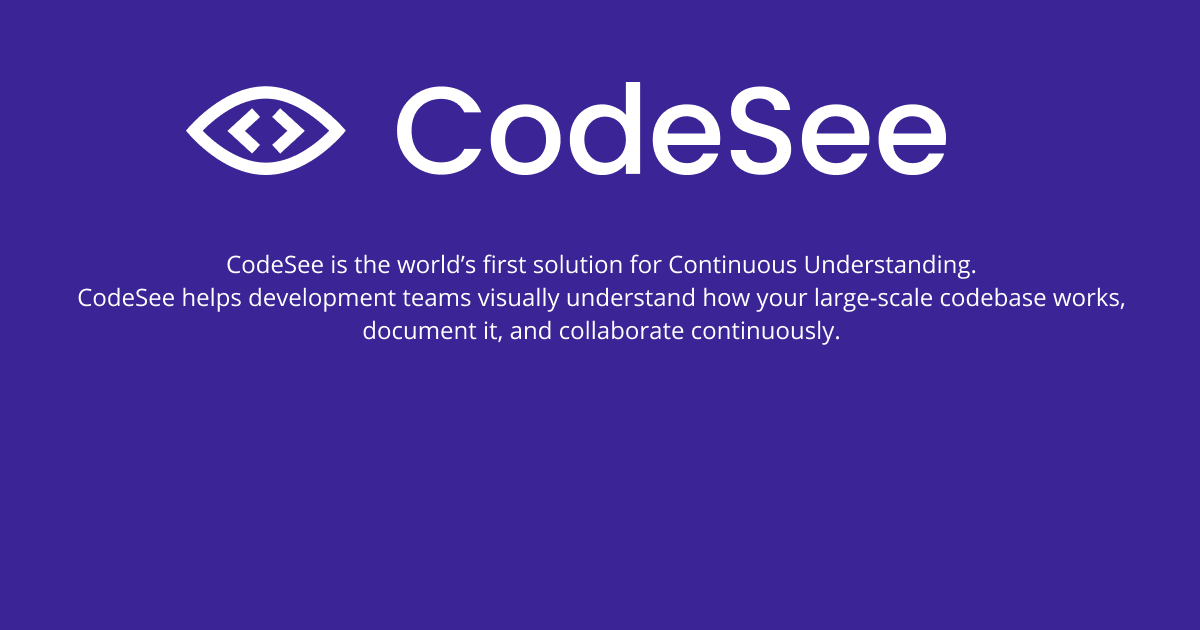 CodeSee
CodeSee is the world’s first solution for Continuous Understanding.
CodeSee helps development teams visually understand how your large-scale codebase works,
document it, and collaborate continuously.